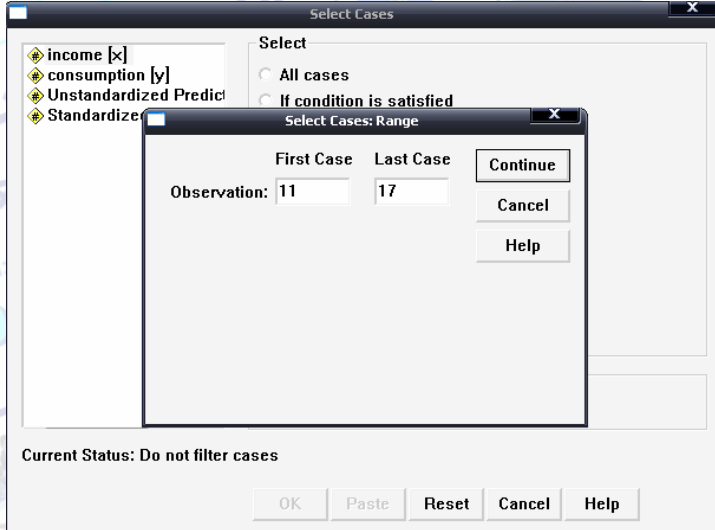 Select Cases
X
income [x]
consumption [y]
Unstandardized Predict
Standardized
Select
All cases
If condition is satisfied
Select Cases: Range
X
First Case Last Case
Observation: 11 17
Continue
Cancel
Help
Current Status: Do not filter cases
OK Paste Reset Cancel Help